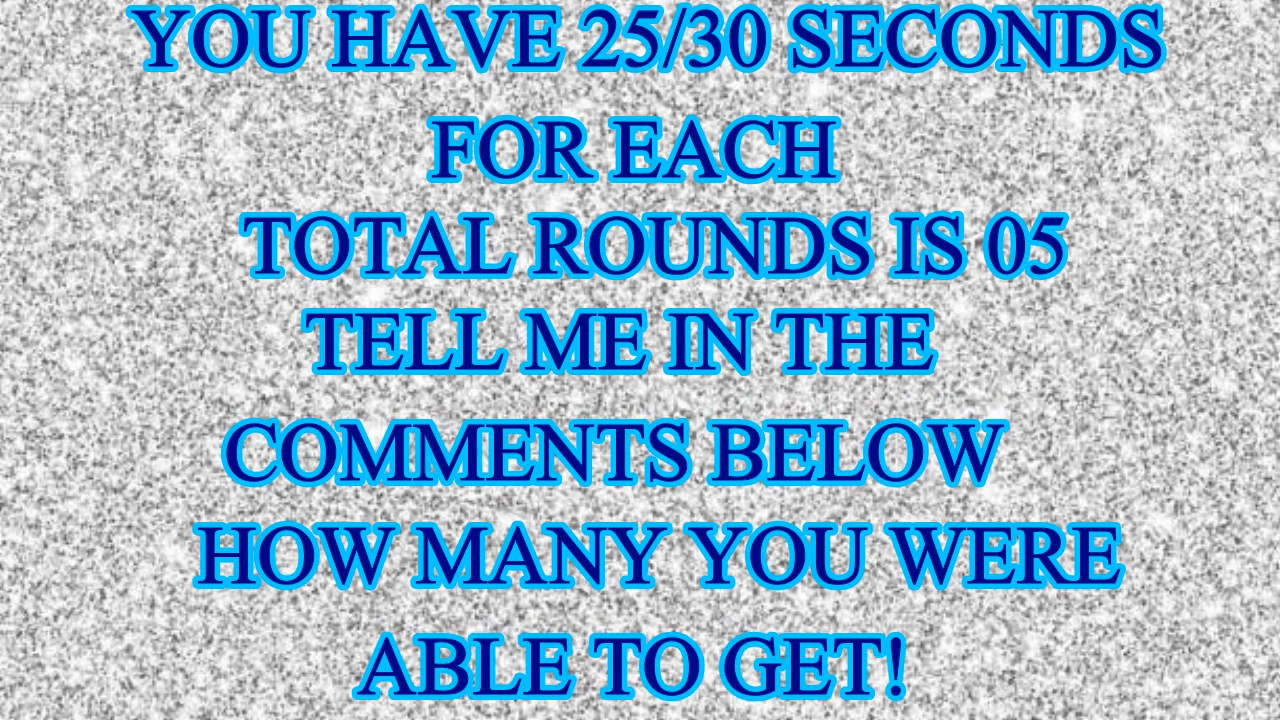 YOU HAVE 25/30 SECONDS
FOR EACH
TOTAL ROUNDS IS 05
TELL ME IN THE
COMMENTS BELOW
HOW MANY YOU WERE
ABLE TO GET!